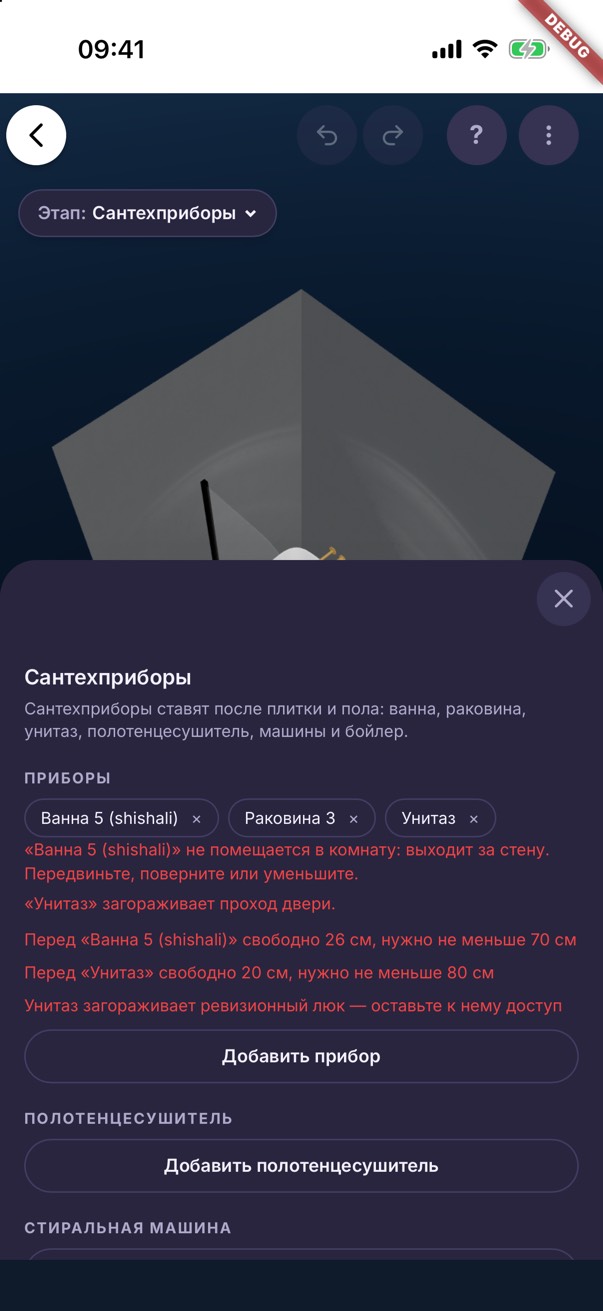 DEBUG
09:41
?
Этап: Сантехприборы
Сантехприборы
Сантехприборы ставят после плитки и пола: ванна, раковина,
унитаз, полотенцесушитель, машины и бойлер.
ПРИБОРЫ
Ванна 5 (shishali) × Раковина 3 × Унитаз ×
«Ванна 5 (shishali)» не помещается в комнату: выходит за стену.
Передвиньте, поверните или уменьшите.
«Унитаз» загораживает проход двери.
Перед «Ванна 5 (shishali)» свободно 26 см, нужно не меньше 70 см
Перед «Унитаз» свободно 20 см, нужно не меньше 80 см
Унитаз загораживает ревизионный люк — оставьте к нему доступ
Добавить прибор
ПОЛОТЕНЦЕСУШИТЕЛЬ
Добавить полотенцесушитель
СТИРАЛЬНАЯ МАШИНА